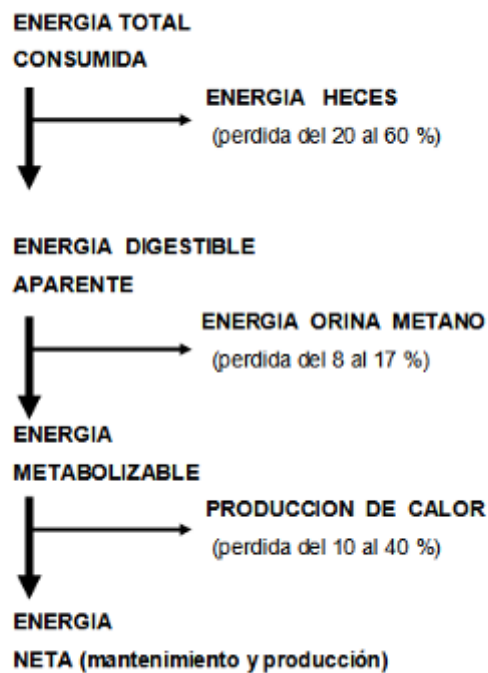 ENERGIA TOTAL
CONSUMIDA
ENERGIA HECES
(perdida del 20 al 60 %)
ENERGIA DIGESTIBLE
APARENTE
ENERGIA ORINA METANO
(perdida del 8 al 17 %)
ENERGIA
METABOLIZABLE
PRODUCCION DE CALOR
(perdida del 10 al 40 %)
ENERGIA
NETA (mantenimiento y producción)